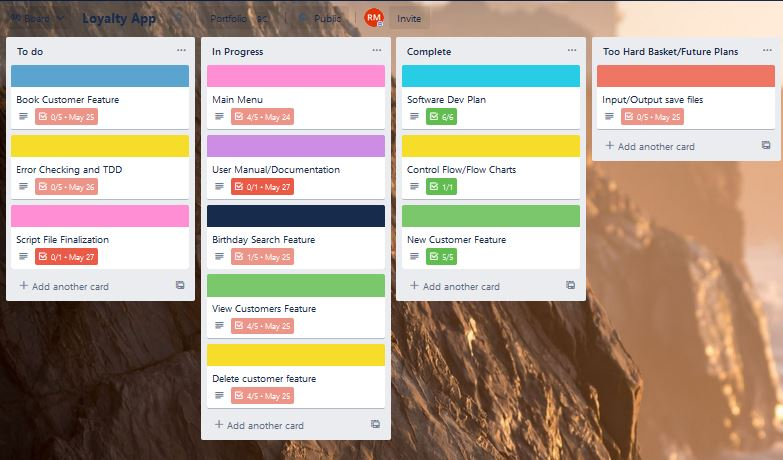 Board
Loyalty App
Portfolio
Public
RM
Invite
To do
Book Customer Feature
0/5 • May 25
Error Checking and TDD
0/5 • May 26
Script File Finalization
0/1 • May 27
+ Add another card
In Progress
Main Menu
4/5 • May 24
User Manual/Documentation
0/1 • May 27
Birthday Search Feature
1/5 • May 25
View Customers Feature
4/5 • May 25
Delete customer feature
4/5 • May 25
+ Add another card
Complete
Software Dev Plan
6/6
Control Flow/Flow Charts
1/1
New Customer Feature
5/5
+ Add another card
Too Hard Basket/Future Plans
Input/Output save files
0/5 • May 25
+ Add another card